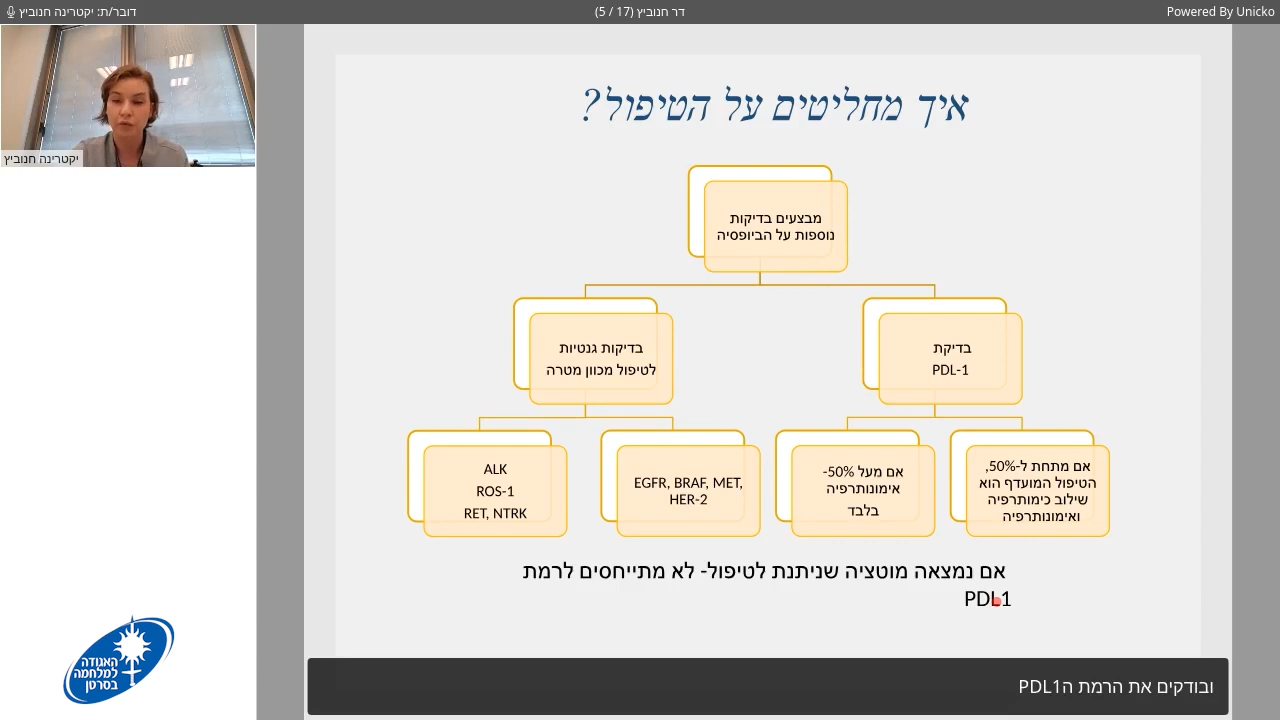 דובר/ת: יקטרינה חנוביץ
דר חנוביץ (17 / 5)
Powered By Unicko
יקטרינה חנוביץ
איך מחליטים על הטיפול?
מבצעים בדיקות
נוספות על הביופסיה
בדיקת
PDL-1
בדיקות גנטיות
לטיפול מכוון מטרה
אם מתחת ל-50%,
הטיפול המועדף הוא
שילוב כימותרפיה
ואימונותרפיה
אם מעל 50%-
אימונותרפיה
בלבד
EGFR, BRAF, MET,
HER-2
ALK
ROS-1
RET, NTRK
אם נמצאה מוטציה שניתנת לטיפול- לא מתייחסים לרמת
PDL1
האגודה
למלחמה
בסרטן
ובודקים את הרמת הPDL1